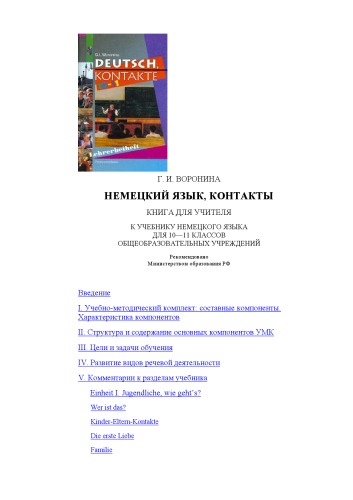 G.I. Woronina
DEUTSCH,
KONTAKTE
Lehrerbeiheft
Г. И. ВОРОНИНА
НЕМЕЦКИЙ ЯЗЫК, КОНТАКТЫ
КНИГА ДЛЯ УЧИТЕЛЯ
К УЧЕБНИКУ НЕМЕЦКОГО ЯЗЫКА
ДЛЯ 10—11 КЛАССОВ
ОБЩЕОБРАЗОВАТЕЛЬНЫХ УЧРЕЖДЕНИЙ
Рекомендовано
Министерством образования РФ
Введение
I. Учебно-методический комплект: составные компоненты.
Характеристика компонентов
II. Структура и содержание основных компонентов УМК
III. Цели и задачи обучения
IV. Развитие видов речевой деятельности
V. Комментарии к разделам учебника
Einheit I. Jugendliche, wie geht's?
Wer ist das?
Kinder-Eltern-Kontakte
Die erste Liebe
Familie